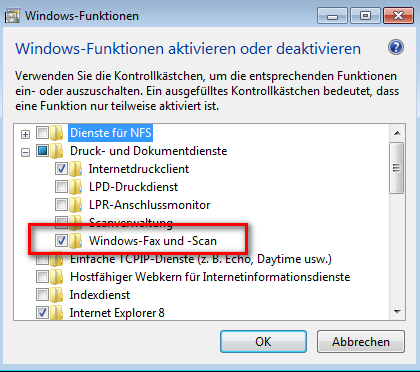 Windows-Funktionen
Windows-Funktionen aktivieren oder deaktivieren
Verwenden Sie die Kontrollkästchen, um die entsprechenden Funktionen
ein- oder auszuschalten. Ein ausgefülltes Kontrollkästchen bedeutet, dass
eine Funktion nur teilweise aktiviert ist.
Dienste für NFS
Druck- und Dokumentdienste
Internetdruckclient
LPD-Druckdienst
LPR-Anschlussmonitor
Scanverwaltung
Windows-Fax und -Scan
Einfache TCPIP-Dienste (z. B. Echo, Daytime usw.)
Hostfähiger Webkern für Internetinformationsdienste
Indexdienst
Internet Explorer 8
OK
Abbrechen